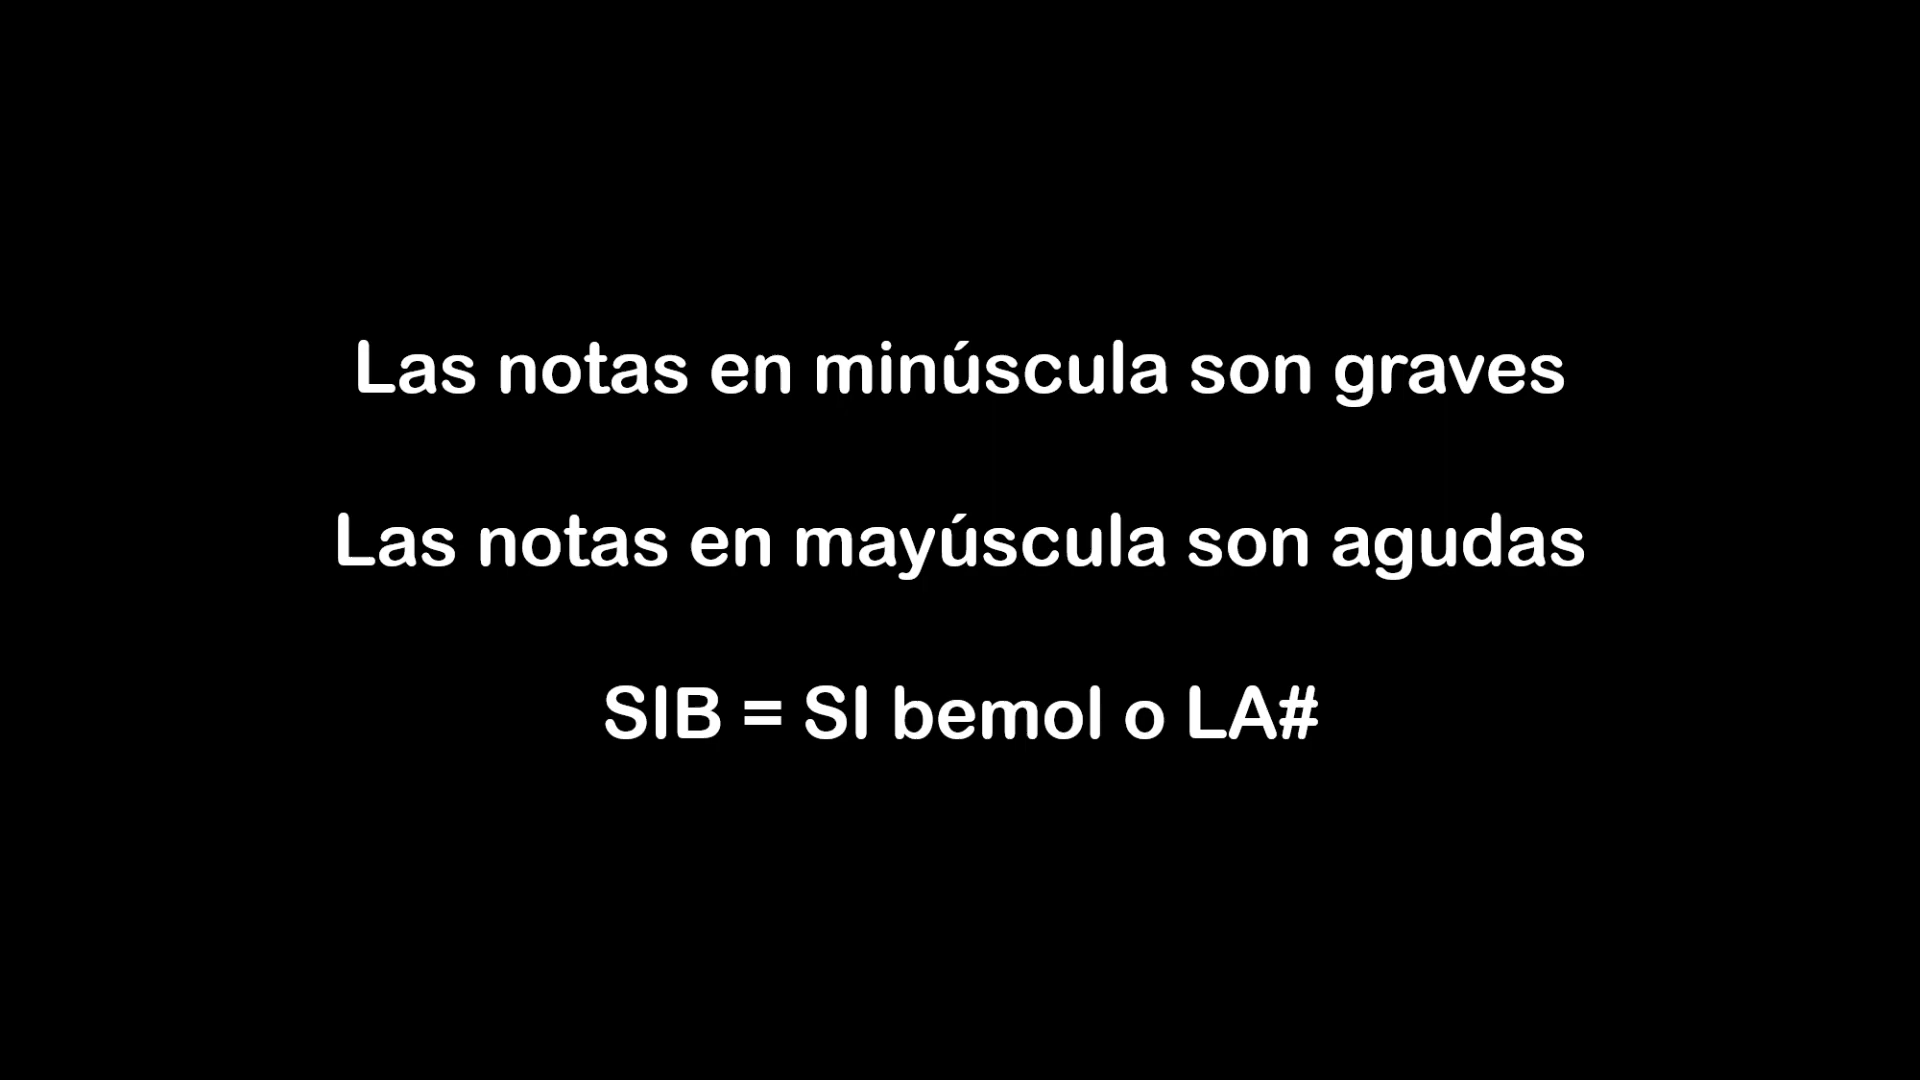 Las notas en minúscula son graves
Las notas en mayúscula son agudas
SIB = SI bemol o LA#